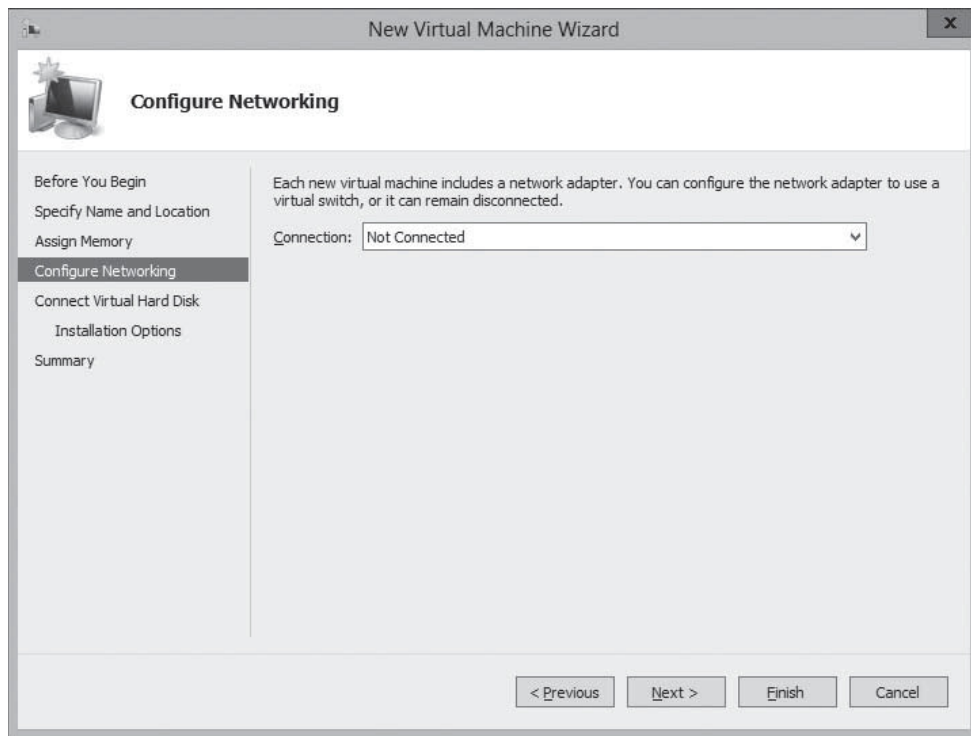 New Virtual Machine Wizard
x
Configure Networking
Before You Begin
Specify Name and Location
Assign Memory
Configure Networking
Connect Virtual Hard Disk
Installation Options
Summary
Each new virtual machine includes a network adapter. You can configure the network adapter to use a
virtual switch, or it can remain disconnected.
Connection: Not Connected
< Previous Next > Finish Cancel